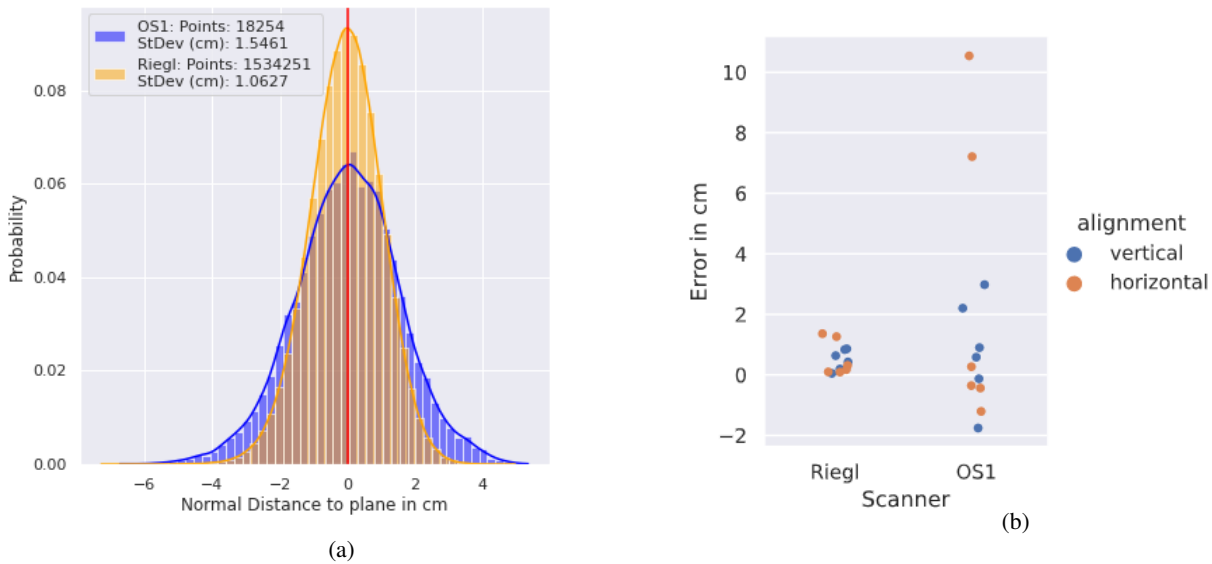 OS1: Points: 18254
StDev (cm): 1.5461
Riegl: Points: 1534251
StDev (cm): 1.0627
0.08
0.06
0.04
0.02
0.00
Probability
−6 −4 −2 0 2 4
Normal Distance to plane in cm
(a)
10
8
6
4
2
0
−2
Error in cm
Riegl OS1
Scanner
alignment
vertical
horizontal
(b)